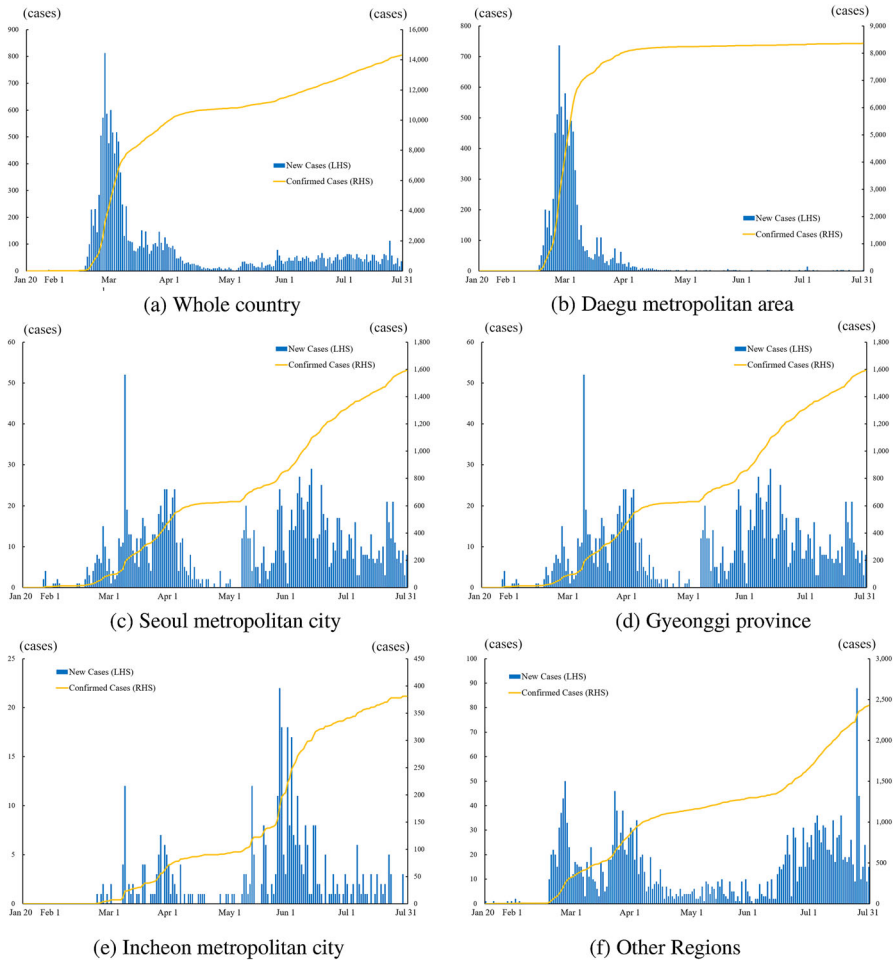 (cases) (cases)
900 800 700 600 500 400 300 200 100 0
16,000 14,000 12,000 10,000 8,000 6,000 4,000 2,000 0
New Cases (LHS)
Confirmed Cases (RHS)
Jan 20 Feb 1 Mar Apr 1 May 1 Jun 1 Jul 1 Jul 31
(a) Whole country
(cases) (cases)
800 700 600 500 400 300 200 100 0
9,000 8,000 7,000 6,000 5,000 4,000 3,000 2,000 1,000 0
New Cases (LHS)
Confirmed Cases (RHS)
Jan 20 Feb 1 Mar 1 Apr 1 May 1 Jun 1 Jul 1 Jul 31
(b) Daegu metropolitan area
(cases) (cases)
60 50 40 30 20 10 0
1,800 1,600 1,400 1,200 1,000 800 600 400 200 0
New Cases (LHS)
Confirmed Cases (RHS)
Jan 20 Feb 1 Mar 1 Apr 1 May 1 Jun 1 Jul 1 Jul 31
(c) Seoul metropolitan city
(cases) (cases)
60 50 40 30 20 10 0
1,800 1,600 1,400 1,200 1,000 800 600 400 200 0
New Cases (LHS)
Confirmed Cases (RHS)
Jan 20 Feb 1 Mar 1 Apr 1 May 1 Jun 1 Jul 1 Jul 31
(d) Gyeonggi province
(cases) (cases)
25 20 15 10 5 0
450 400 350 300 250 200 150 100 50 0
New Cases (LHS)
Confirmed Cases (RHS)
Jan 20 Feb 1 Mar 1 Apr 1 May 1 Jun 1 Jul 1 Jul 31
(e) Incheon metropolitan city
(cases) (cases)
100 90 80 70 60 50 40 30 20 10 0
3,000 2,500 2,000 1,500 1,000 500 0
New Cases (LHS)
Confirmed Cases (RHS)
Jan 20 Feb 1 Mar 1 Apr 1 May 1 Jun 1 Jul 1 Jul 31
(f) Other Regions